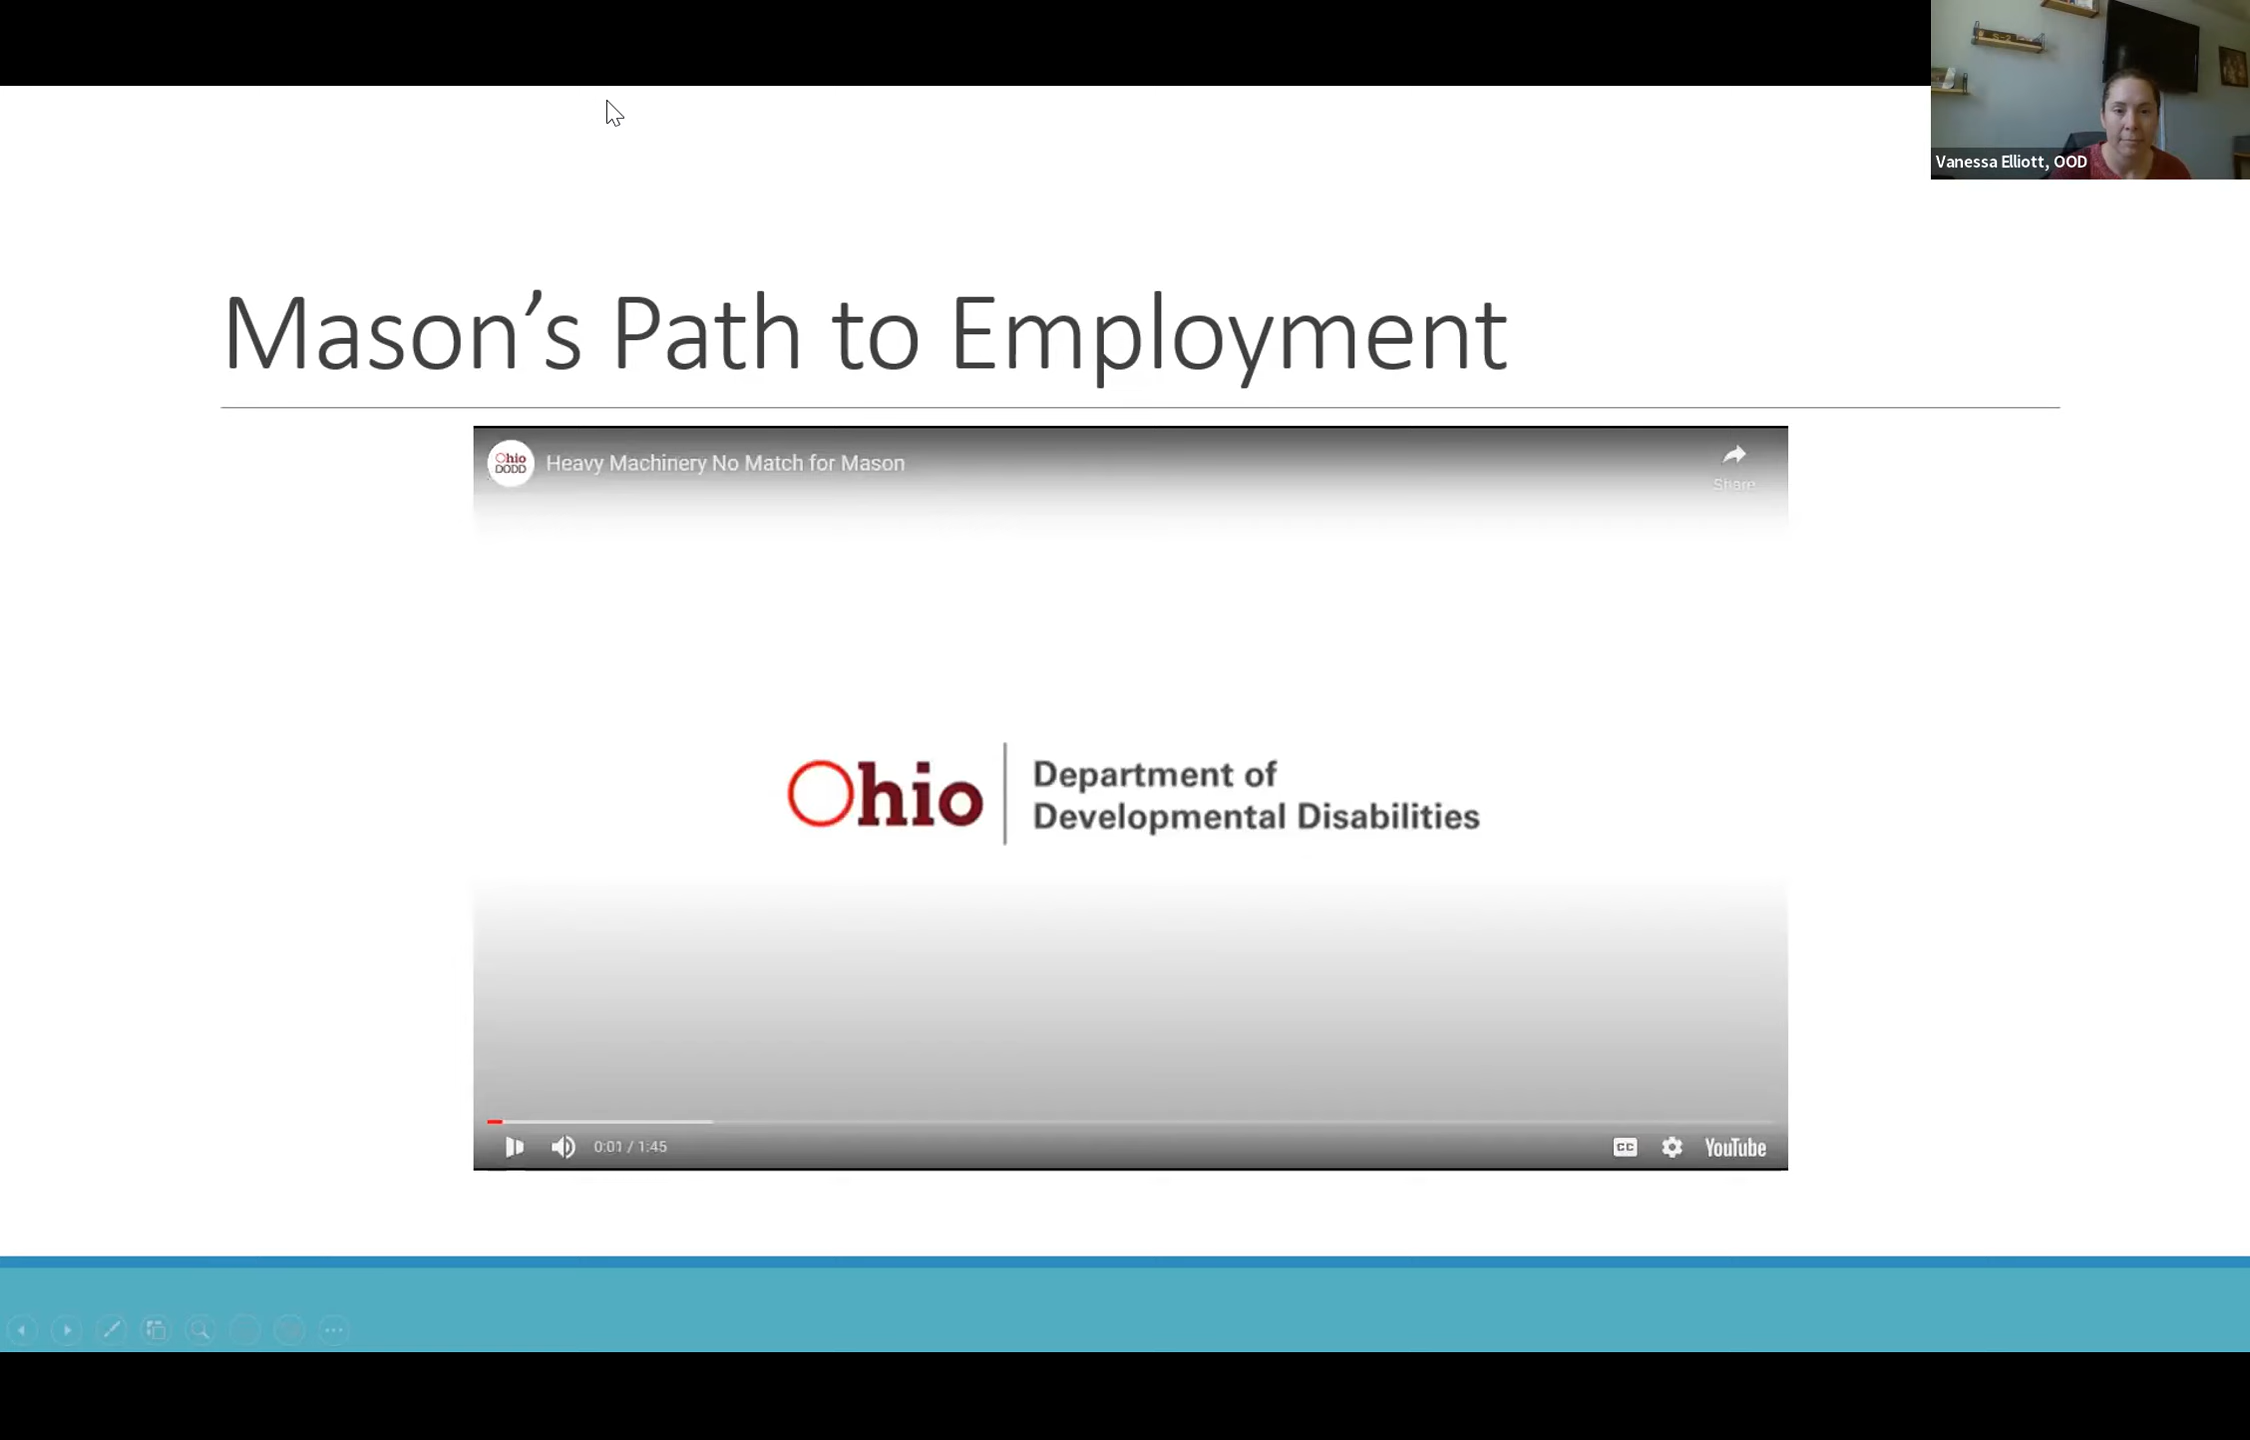 Vanessa Elliott, OOD
Mason's Path to Employment
Ohio
DODD
Heavy Machinery No Match for Mason
Share
Ohio
Department of
Developmental Disabilities
0:01 / 1:45
CC
YouTube